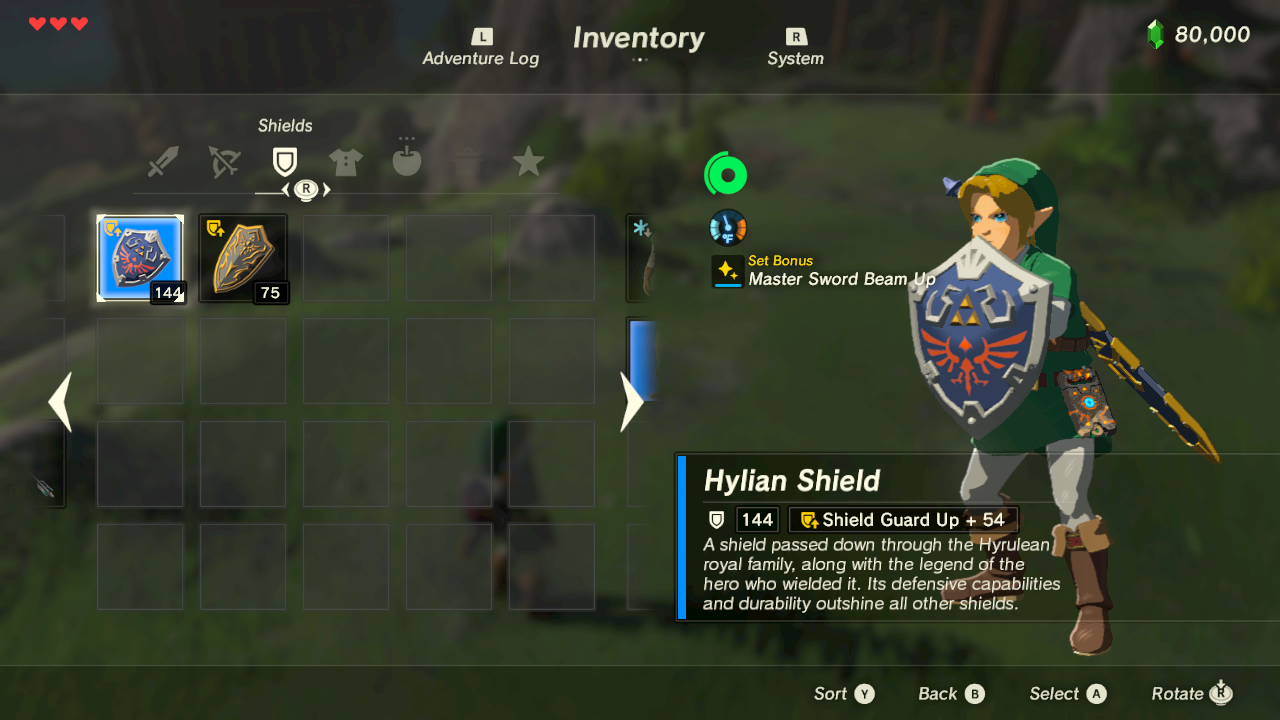 L
Inventory
R
80,000
Adventure Log
System
Shields
R
144
75
°F
Set Bonus
Master Sword Beam Up
Hylian Shield
144
Shield Guard Up + 54
A shield passed down through the Hyrulean
royal family, along with the legend of the
hero who wielded it. Its defensive capabilities
and durability outshine all other shields.
Sort Y
Back B
Select A
Rotate R